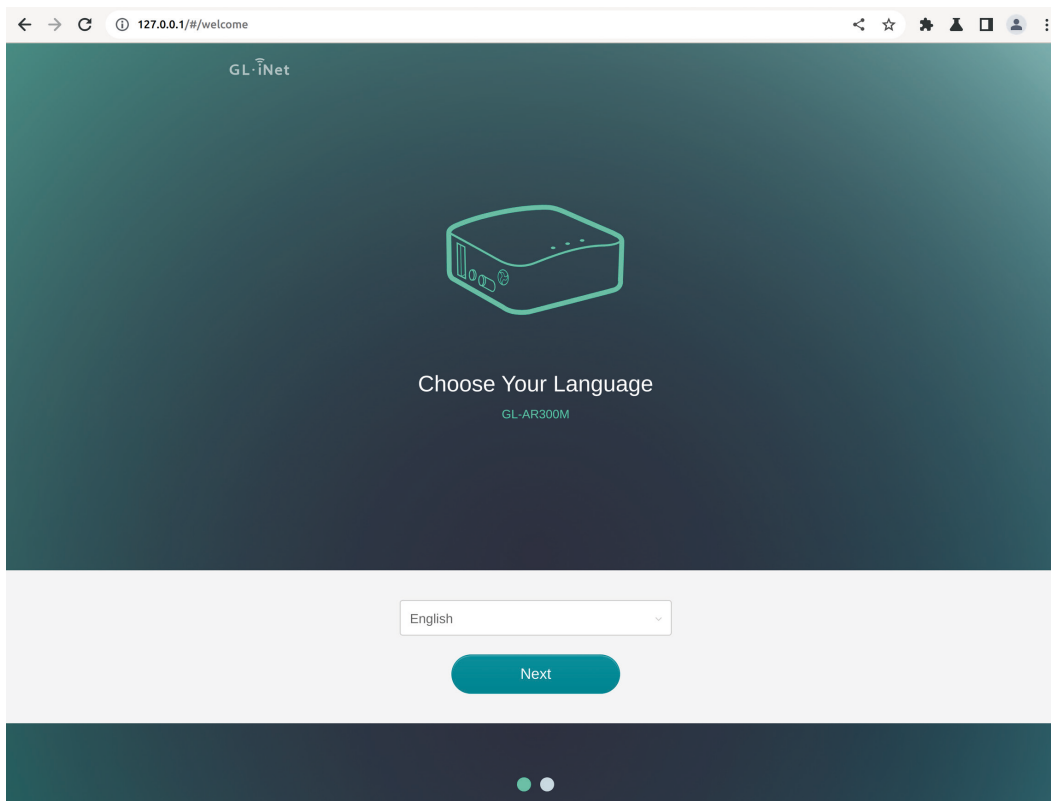 127.0.0.1/#/welcome
GL·iNet
Choose Your Language
GL-AR300M
English
Next